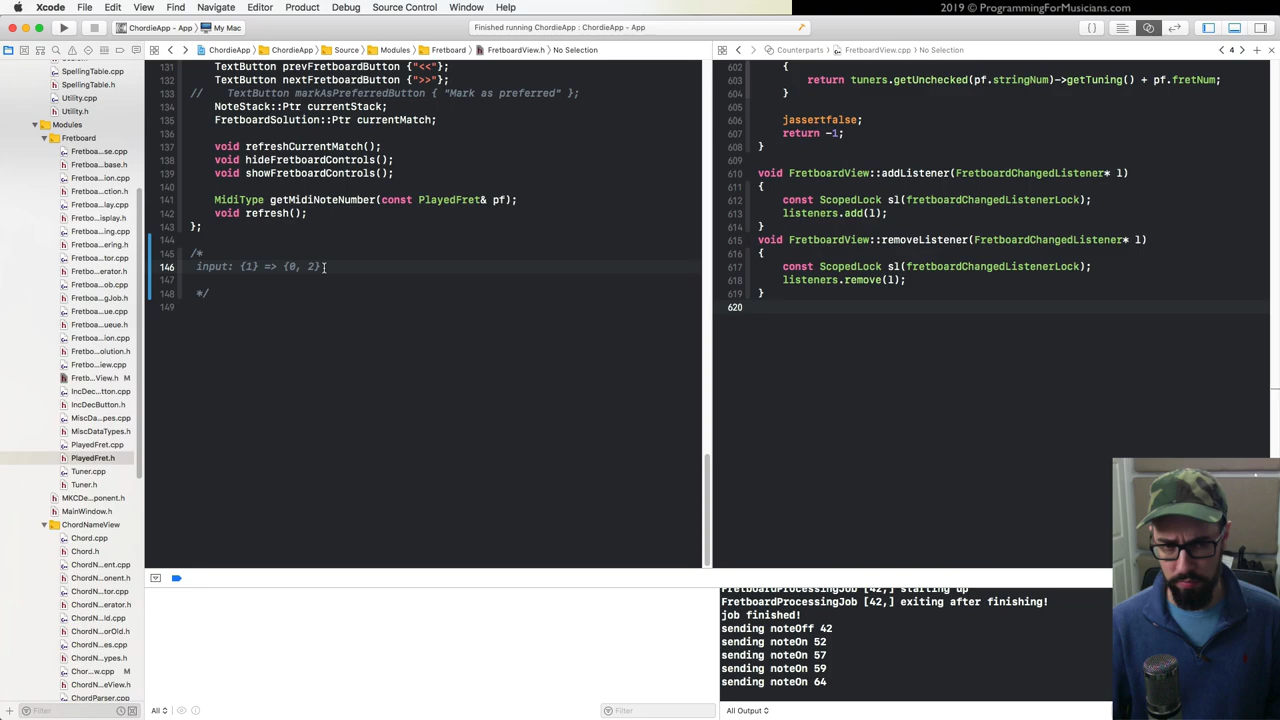 2019 © ProgrammingForMusicians.com
Xcode File Edit View Find Navigate Editor Product Debug Source Control Window Help
ChordieApp - App My Mac
Finished running ChordieApp : ChordieApp - App
ChordieApp ChordieApp Source Modules Fretboard FretboardView.h No Selection
Counterparts FretboardView.cpp No Selection
4
SpellingTable.cpp
SpellingTable.h
Utility.cpp
Utility.h
Modules
Fretboard
Fretboa...se.cpp
Fretboa...base.h
Fretboa...ion.cpp
Fretboa...ction.h
Fretboa...lay.cpp
Fretbo...isplay.h
Fretboa...ing.cpp
Fretboa...ering.h
Fretboa...tor.cpp
Fretbo...erator.h
Fretboa...ob.cpp
Fretboa...gJob.h
Fretboa...ue.cpp
Fretboa...ueue.h
Fretboa...ion.cpp
Fretbo...olution.h
Fretbo...iew.cpp
Fretb...View.h M
IncDec...tton.cpp
IncDecButton.h
MiscDa...pes.cpp
MiscDataTypes.h
PlayedFret.cpp
PlayedFret.h
Tuner.cpp
Tuner.h
MKCDe...ponent.h
MainWindow.h
ChordNameView
Chord.cpp
Chord.h
ChordN...ent.cpp
ChordN...onent.h
ChordN...tor.cpp
ChordN...erator.h
ChordN...ld.cpp
ChordN...orOld.h
ChordN...es.cpp
ChordN...ypes.h
Chor...w.cpp M
ChordN...eView.h
ChordParser.cpp
Filter
131 TextButton prevFretboardButton {"<<"};
132 TextButton nextFretboardButton {">>"};
133 // TextButton markAsPreferredButton { "Mark as preferred" };
134 NoteStack::Ptr currentStack;
135 FretboardSolution::Ptr currentMatch;
136
137 void refreshCurrentMatch();
138 void hideFretboardControls();
139 void showFretboardControls();
140
141 MidiType getMidiNoteNumber(const PlayedFret& pf);
142 void refresh();
143 };
144
145 /*
146 input: {1} => {0, 2}
147
148 */
149
602 {
603 return tuners.getUnchecked(pf.stringNum)->getTuning() + pf.fretNum;
604 }
605
606 jassertfalse;
607 return -1;
608 }
609
610 void FretboardView::addListener(FretboardChangedListener* l)
611 {
612 const ScopedLock sl(fretboardChangedListenerLock);
613 listeners.add(l);
614 }
615 void FretboardView::removeListener(FretboardChangedListener* l)
616 {
617 const ScopedLock sl(fretboardChangedListenerLock);
618 listeners.remove(l);
619 }
620
FretboardProcessingJob [42,] starting up
FretboardProcessingJob [42,] exiting after finishing!
job finished!
sending noteOff 42
sending noteOn 52
sending noteOn 57
sending noteOn 59
sending noteOn 64
All
Filter
All Output